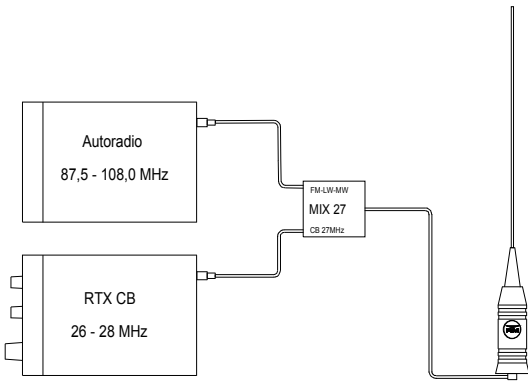 Autoradio
87,5 - 108,0 MHz
FM-LW-MW
MIX 27
CB 27MHz
RTX CB
26 - 28 MHz